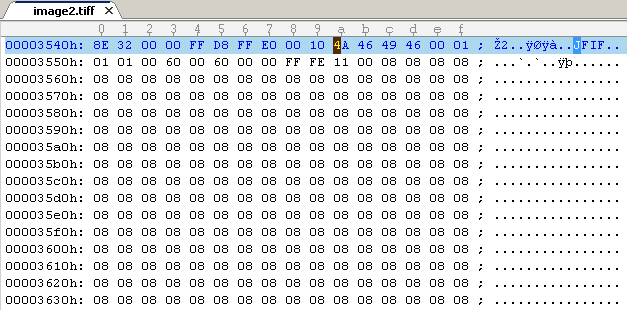 image2.tiff ×
0 1 2 3 4 5 6 7 8 9 a b c d e f
00003540h: 8E 32 00 00 FF D8 FF E0 00 10 4A 46 49 46 00 01 ; Ž2..ÿØÿà..JFIF..
00003550h: 01 01 00 60 00 60 00 00 FF FE 11 00 08 08 08 08 ; ...`.`..ÿþ......
00003560h: 08 08 08 08 08 08 08 08 08 08 08 08 08 08 08 08 ; ................
00003570h: 08 08 08 08 08 08 08 08 08 08 08 08 08 08 08 08 ; ................
00003580h: 08 08 08 08 08 08 08 08 08 08 08 08 08 08 08 08 ; ................
00003590h: 08 08 08 08 08 08 08 08 08 08 08 08 08 08 08 08 ; ................
000035a0h: 08 08 08 08 08 08 08 08 08 08 08 08 08 08 08 08 ; ................
000035b0h: 08 08 08 08 08 08 08 08 08 08 08 08 08 08 08 08 ; ................
000035c0h: 08 08 08 08 08 08 08 08 08 08 08 08 08 08 08 08 ; ................
000035d0h: 08 08 08 08 08 08 08 08 08 08 08 08 08 08 08 08 ; ................
000035e0h: 08 08 08 08 08 08 08 08 08 08 08 08 08 08 08 08 ; ................
000035f0h: 08 08 08 08 08 08 08 08 08 08 08 08 08 08 08 08 ; ................
00003600h: 08 08 08 08 08 08 08 08 08 08 08 08 08 08 08 08 ; ................
00003610h: 08 08 08 08 08 08 08 08 08 08 08 08 08 08 08 08 ; ................
00003620h: 08 08 08 08 08 08 08 08 08 08 08 08 08 08 08 08 ; ................
00003630h: 08 08 08 08 08 08 08 08 08 08 08 08 08 08 08 08 ; ................